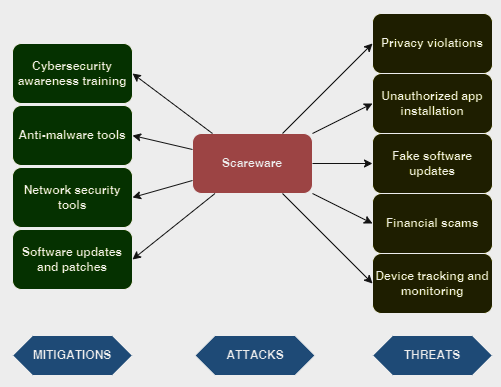 Cybersecurity
awareness training
Anti-malware tools
Network security
tools
Software updates
and patches
Scareware
Privacy violations
Unauthorized app
installation
Fake software
updates
Financial scams
Device tracking and
monitoring
MITIGATIONS
ATTACKS
THREATS